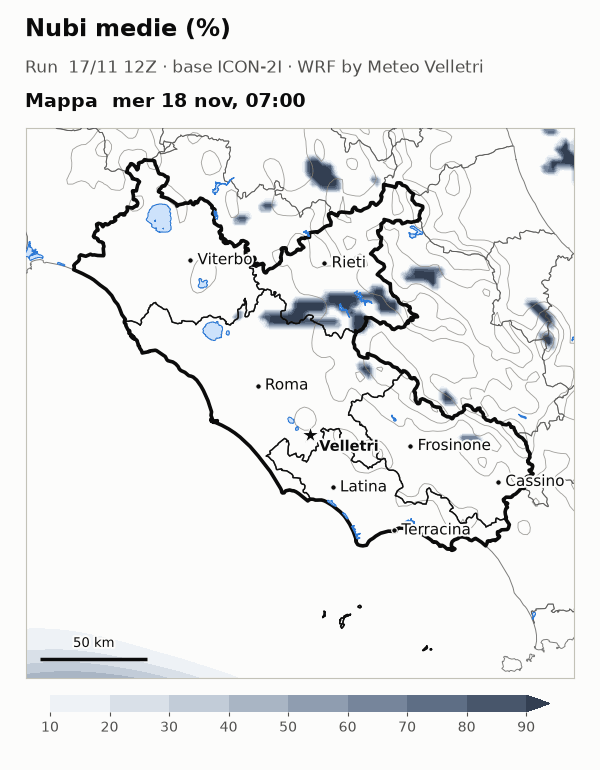 Nubi medie (%)
Run  17/11 12Z · base ICON-2I · WRF by Meteo Velletri
Mappa  mer 18 nov, 07:00
Viterbo
Rieti
Roma
Velletri
Frosinone
Latina
Cassino
Terracina
50 km
10 20 30 40 50 60 70 80 90